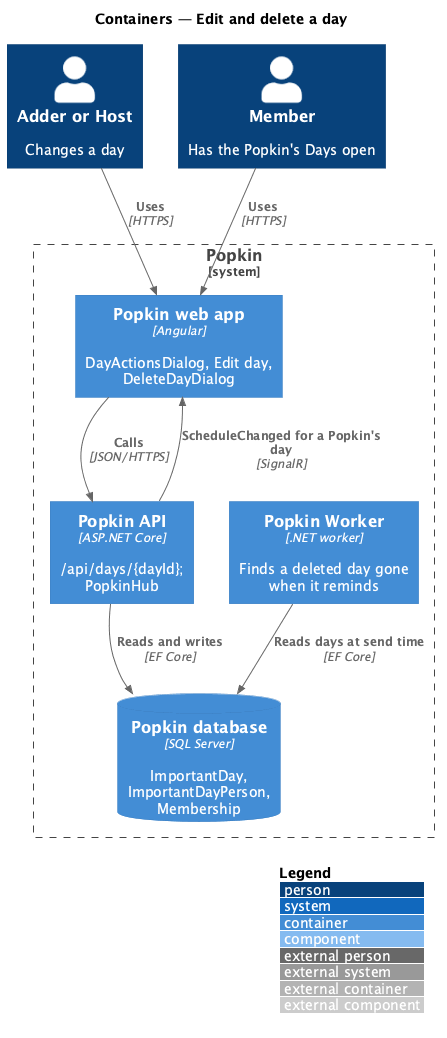 Containers — Edit and delete a day
Adder or Host
Changes a day
Member
Has the Popkin's Days open
Uses
[HTTPS]
Uses
[HTTPS]
Popkin
[system]
Popkin web app
[Angular]
DayActionsDialog, Edit day,
DeleteDayDialog
Calls
[JSON/HTTPS]
ScheduleChanged for a Popkin's
day
[SignalR]
Popkin API
[ASP.NET Core]
/api/days/{dayId};
PopkinHub
Popkin Worker
[.NET worker]
Finds a deleted day gone
when it reminds
Reads and writes
[EF Core]
Reads days at send time
[EF Core]
Popkin database
[SQL Server]
ImportantDay,
ImportantDayPerson,
Membership
Legend
person
system
container
component
external person
external system
external container
external component